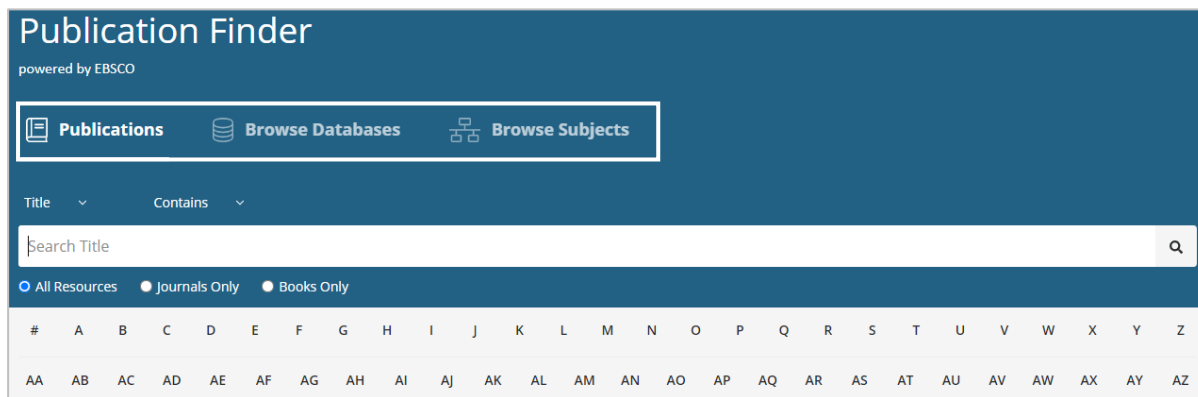 Publication Finder
powered by EBSCO
Publications Browse Databases Browse Subjects
Title Contains
Search Title
All Resources Journals Only Books Only
# A B C D E F G H I J K L M N O P Q R S T U V W X Y Z
AA AB AC AD AE AF AG AH AI AJ AK AL AM AN AO AP AQ AR AS AT AU AV AW AX AY AZ